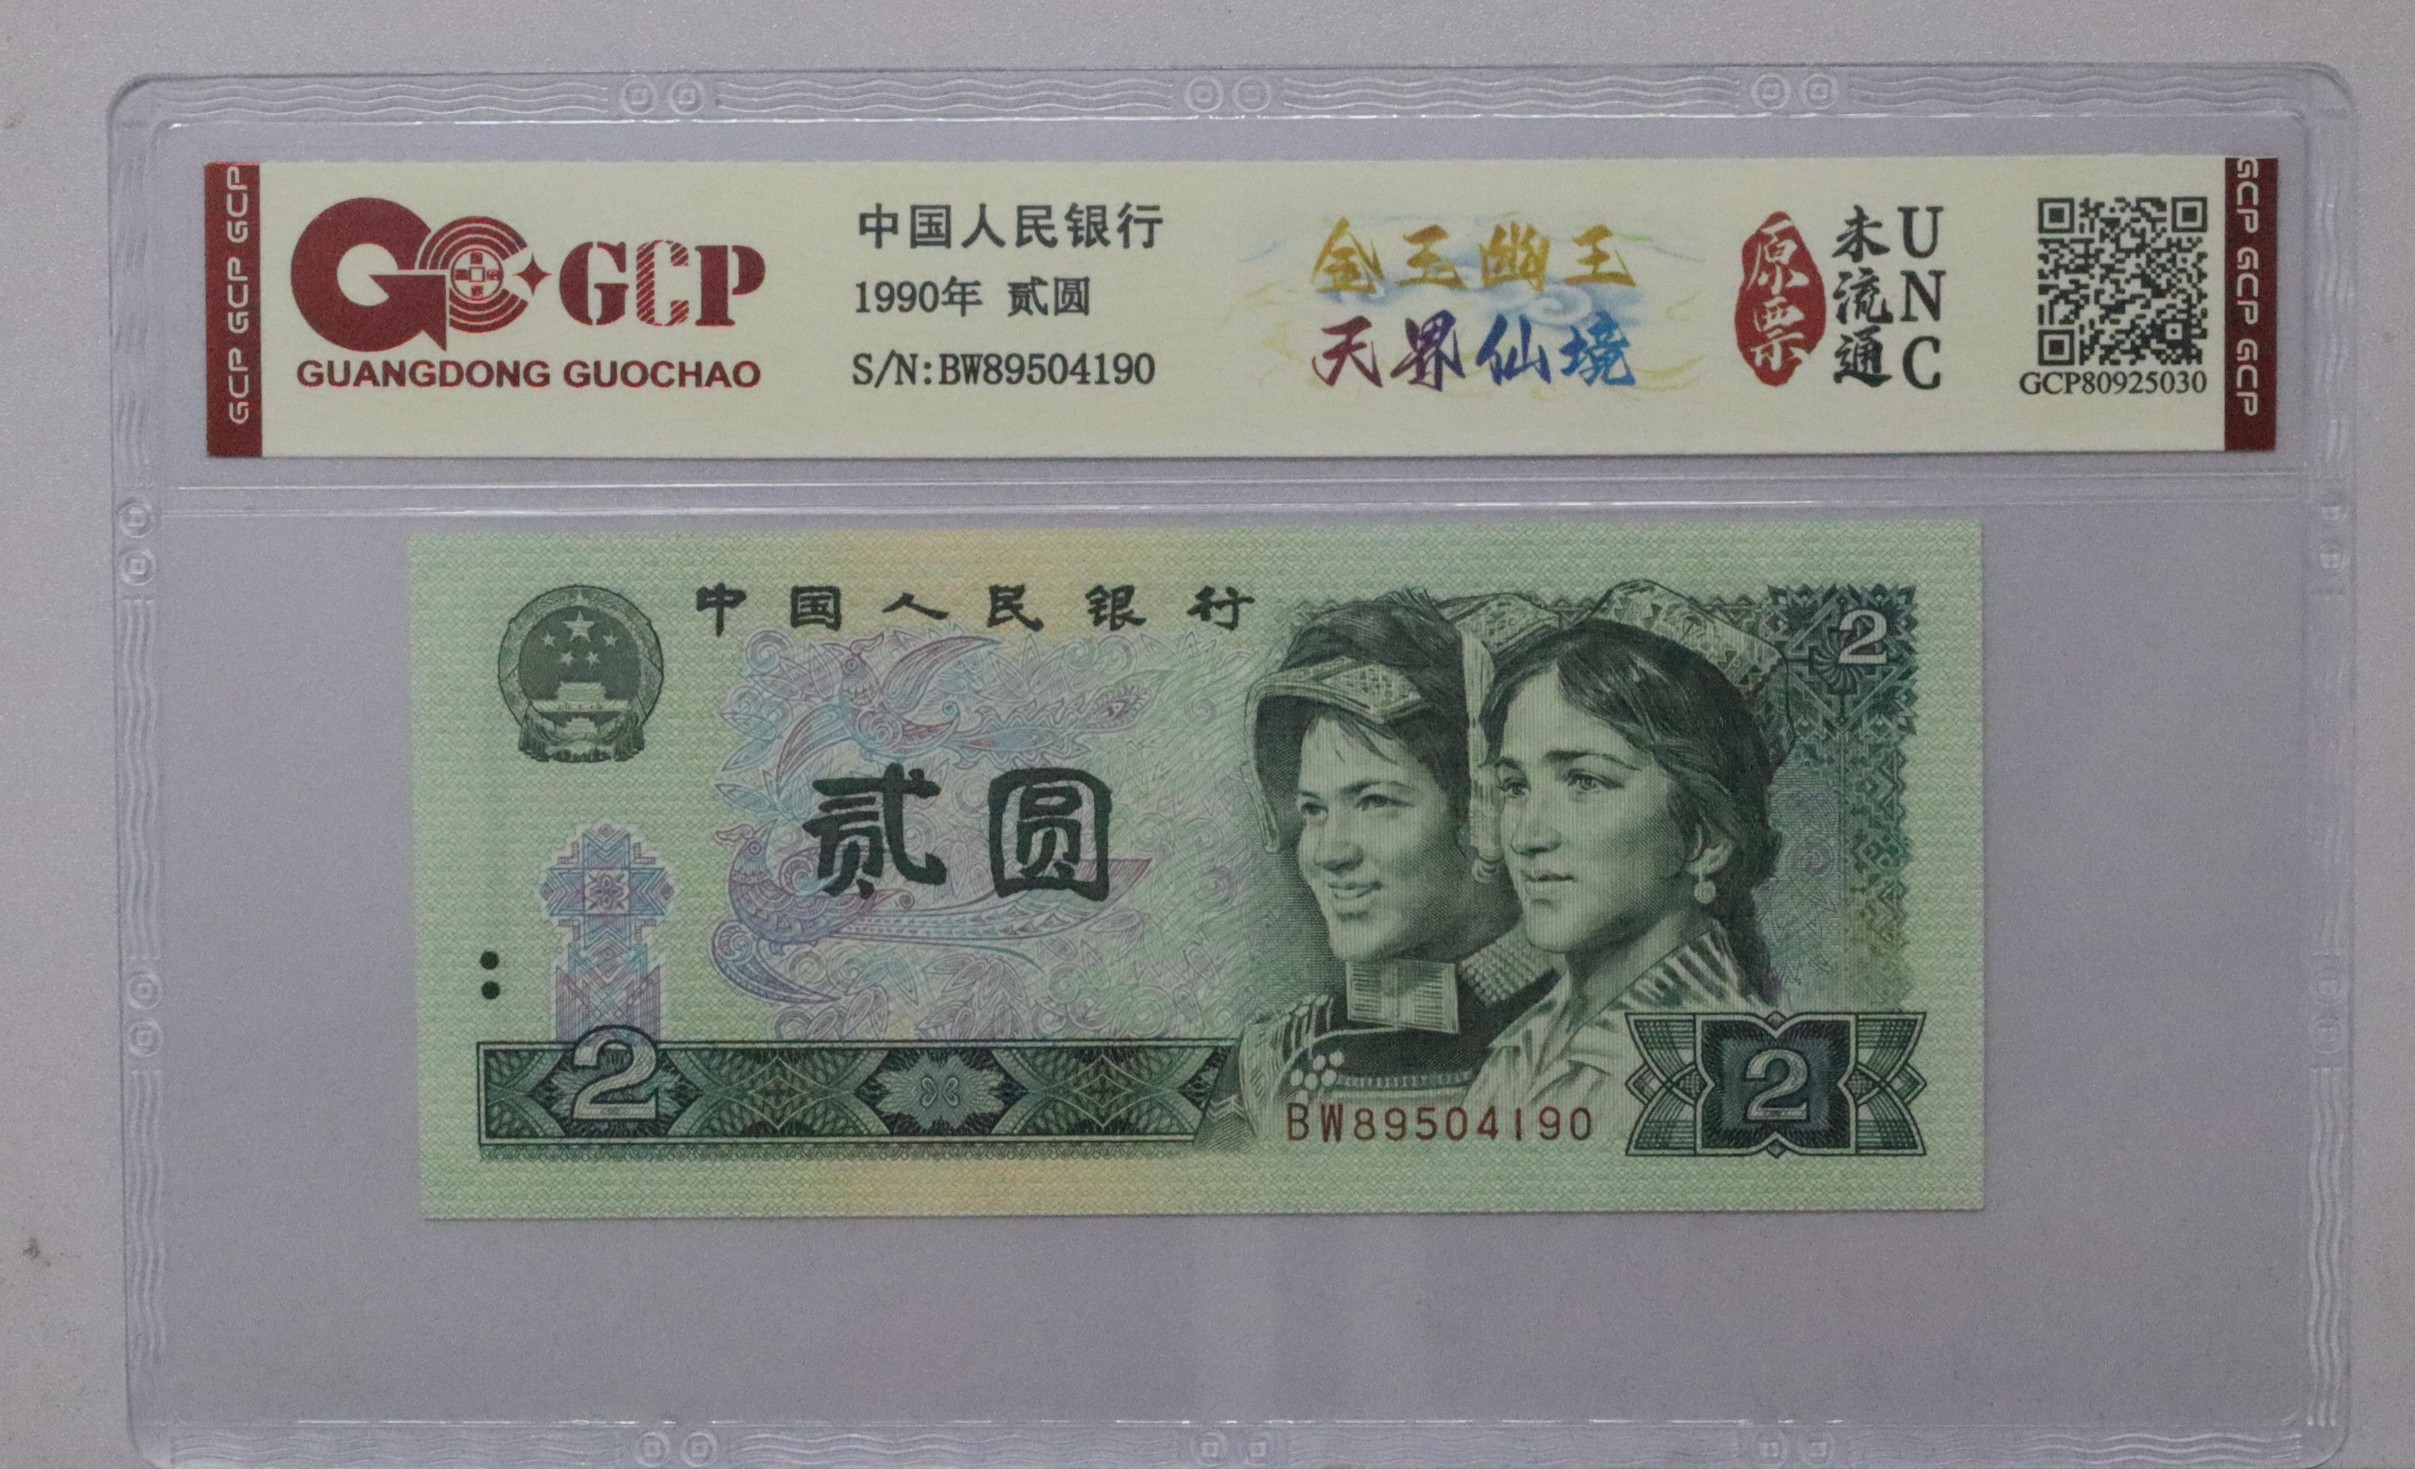 GCP GCP GCP
GCP
GUANGDONG GUOCHAO
中国人民银行
1990年 贰圆
S/N:BW89504190
金玉幽王
天界仙境
原票
未流通
UNC
GCP80925030
GCP GCP GCP
中国人民银行
2
贰圆
2
BW89504190
2